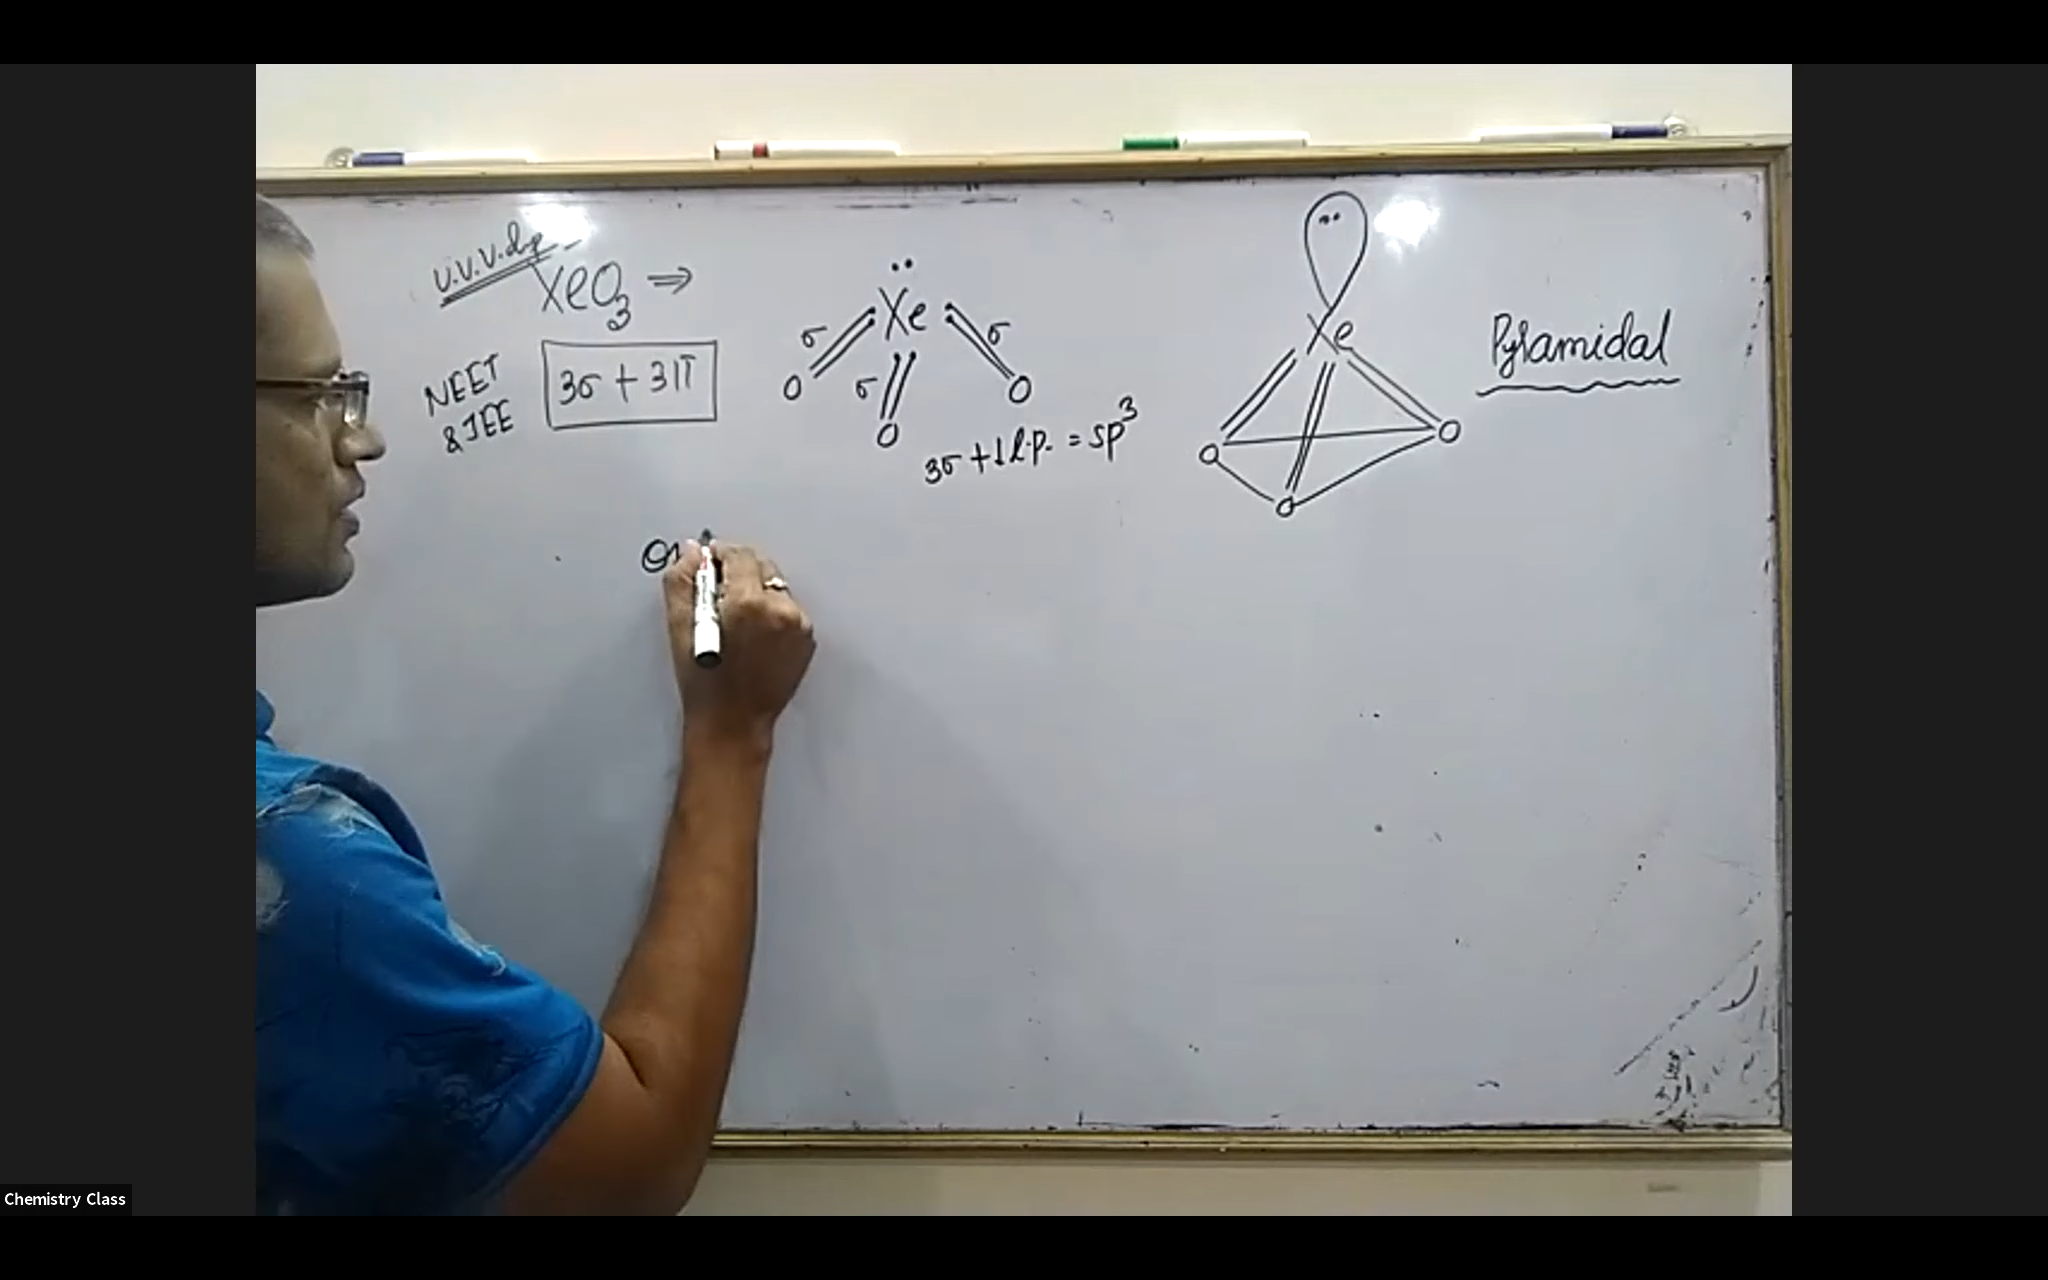 V.V.V.Imp
XeO3 ⇒
NEET
& JEE
3σ + 3π
Xe
σ
σ
σ
O
O
O
3σ + 1 l.p. = sp³
Xe
O
O
O
Pyramidal
Chemistry Class